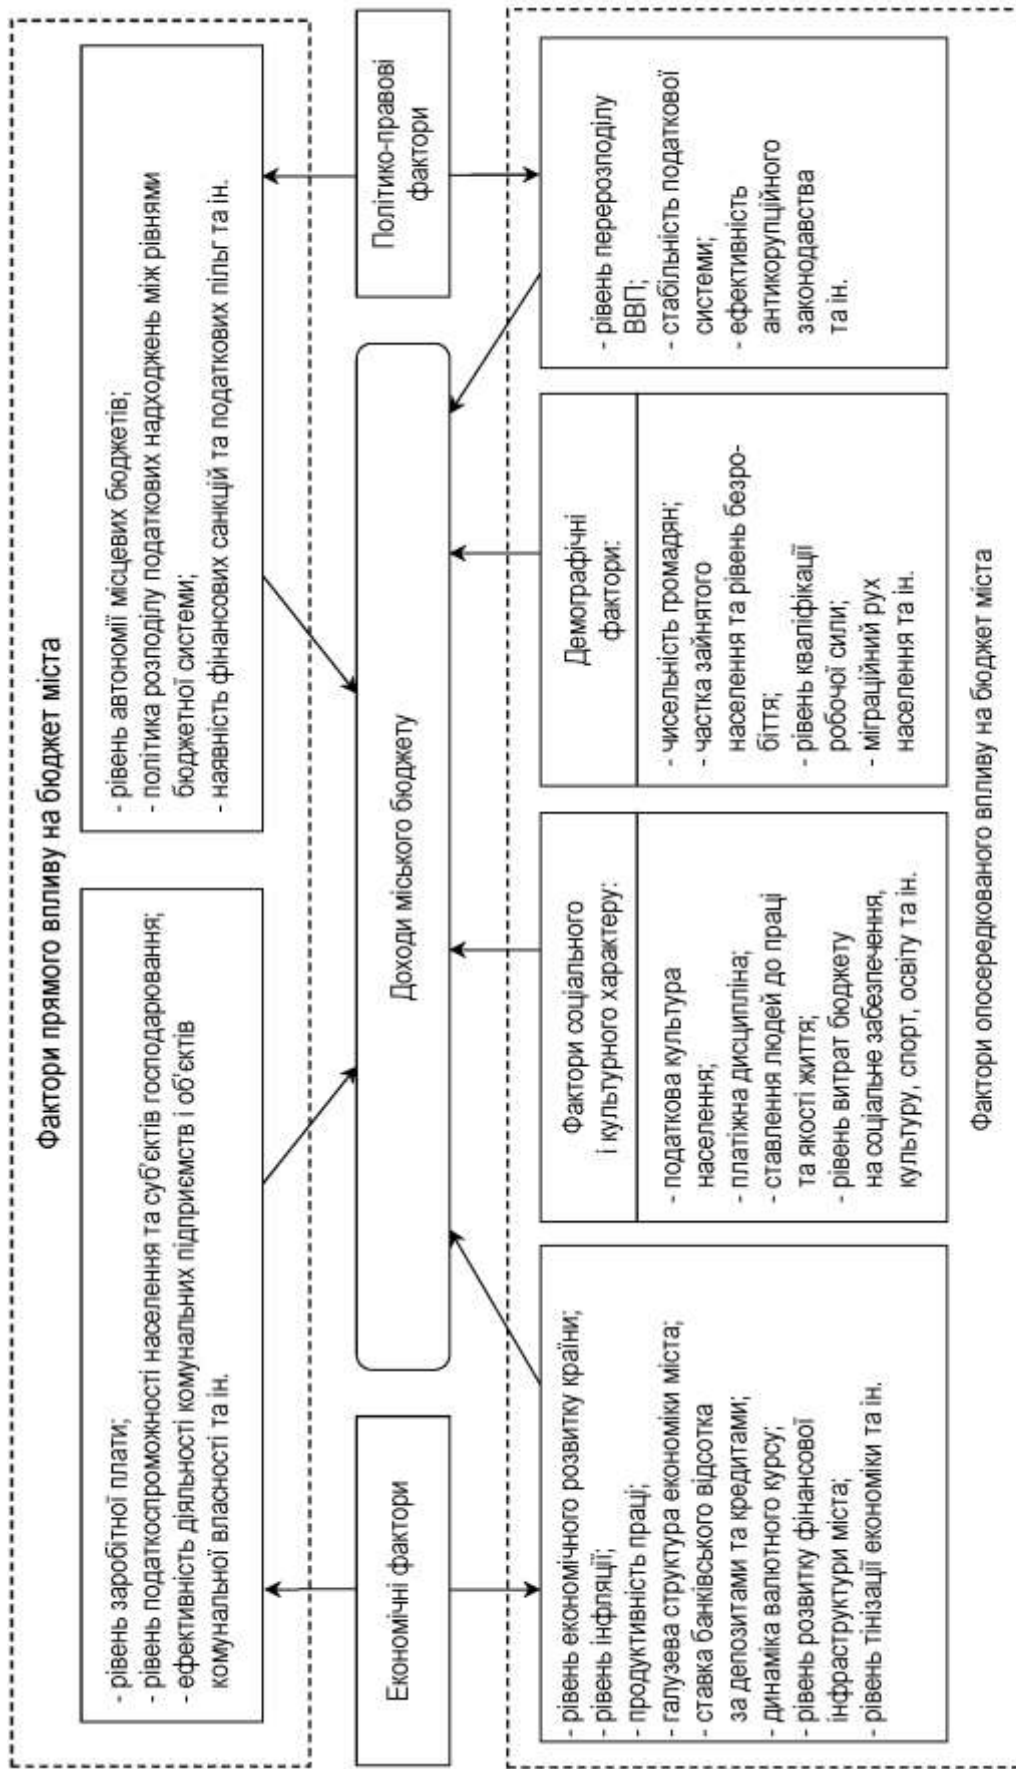 Фактори прямого впливу на бюджет міста
- рівень заробітної плати;
- рівень податкоспроможності населення та суб’єктів господарювання;
- ефективність діяльності комунальних підприємств і об’єктів
комунальної власності та ін.
- рівень автономії місцевих бюджетів;
- політика розподілу податкових надходжень між рівнями
бюджетної системи;
- наявність фінансових санкцій та податкових пільг та ін.
Економічні фактори
Доходи міського бюджету
Політико-правові
фактори
- рівень економічного розвитку країни;
- рівень інфляції;
- продуктивність праці;
- галузева структура економіки міста;
- ставка банківського відсотка
за депозитами та кредитами;
- динаміка валютного курсу;
- рівень розвитку фінансової
інфраструктури міста;
- рівень тінізації економіки та ін.
Фактори соціального
і культурного характеру:
- податкова культура
населення;
- платіжна дисципліна;
- ставлення людей до праці
та якості життя;
- рівень витрат бюджету
на соціальне забезпечення,
культуру, спорт, освіту та ін.
Демографічні
фактори:
- чисельність громадян;
- частка зайнятого
населення та рівень безро-
біття;
- рівень кваліфікації
робочої сили;
- міграційний рух
населення та ін.
- рівень перерозподілу
ВВП;
- стабільність податкової
системи;
- ефективність
антикорупційного
законодавства
та ін.
Фактори опосередкованого впливу на бюджет міста